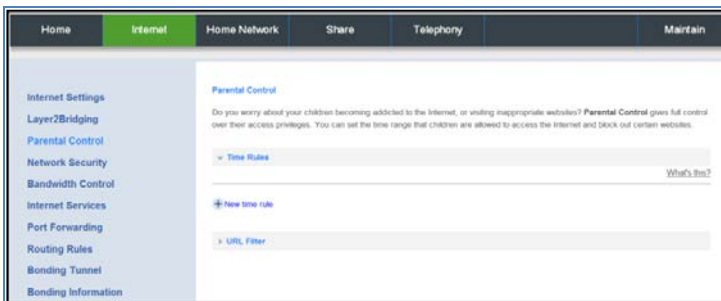 Home Internet Home Network Share Telephony Maintain
Internet Settings
Layer2Bridging
Parental Control
Network Security
Bandwidth Control
Internet Services
Port Forwarding
Routing Rules
Bonding Tunnel
Bonding Information
Parental Control
Do you worry about your children becoming addicted to the Internet, or visiting inappropriate websites? Parental Control gives full control
over their access privileges. You can set the time range that children are allowed to access the Internet and block out certain websites.
Time Rules
What's this?
New time rule
URL Filter